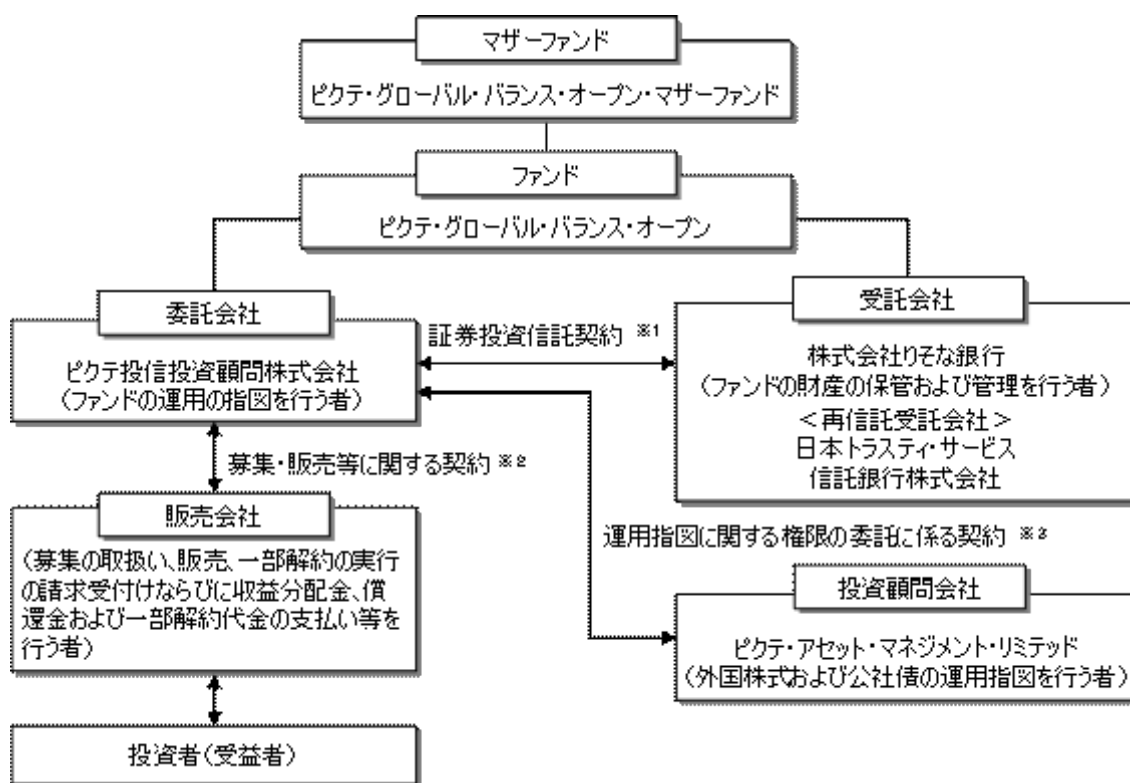 マザーファンド
ピクテ・グローバル・バランス・オープン・マザーファンド
ファンド
ピクテ・グローバル・バランス・オープン
委託会社
ピクテ投信投資顧問株式会社
(ファンドの運用の指図を行う者)
証券投資信託契約 ※1
受託会社
株式会社りそな銀行
(ファンドの財産の保管および管理を行う者)
<再信託受託会社>
日本トラスティ・サービス
信託銀行株式会社
募集・販売等に関する契約 ※2
販売会社
(募集の取扱い、販売、一部解約の実行
の請求受付けならびに収益分配金、償
還金および一部解約代金の支払い等を
行う者)
運用指図に関する権限の委託に係る契約 ※3
投資顧問会社
ピクテ・アセット・マネジメント・リミテッド
(外国株式および公社債の運用指図を行う者)
投資者(受益者)